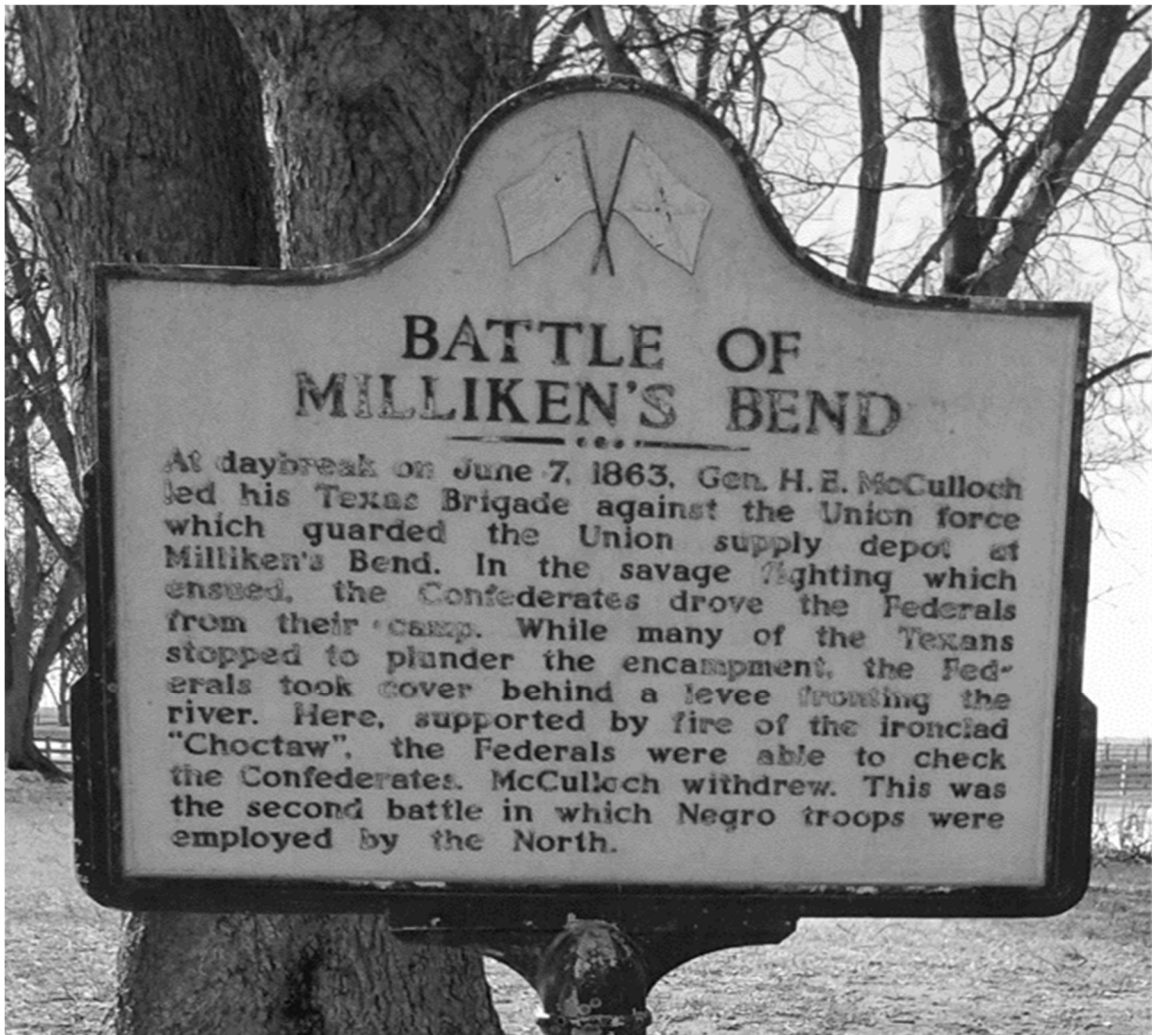 BATTLE OF
MILLIKEN'S BEND
At daybreak on June 7, 1863, Gen. H. E. McCulloch
led his Texas Brigade against the Union force
which guarded the Union supply depot at
Milliken's Bend. In the savage fighting which
ensued, the Confederates drove the Federals
from their camp. While many of the Texans
stopped to plunder the encampment, the Fed-
erals took cover behind a levee fronting the
river. Here, supported by fire of the ironclad
"Choctaw", the Federals were able to check
the Confederates. McCulloch withdrew. This was
the second battle in which Negro troops were
employed by the North.